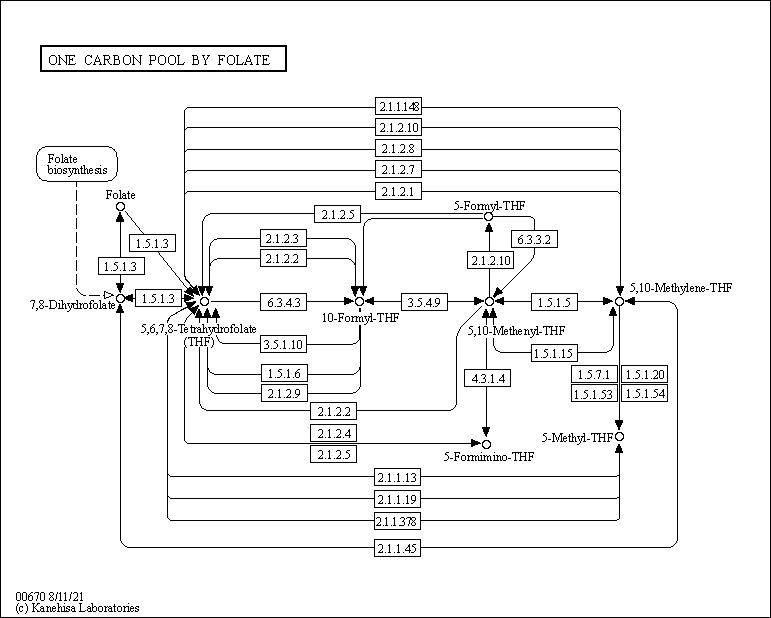 ONE CARBON POOL BY FOLATE
2.1.1.148
2.1.2.10
2.1.2.8
2.1.2.7
2.1.2.1
Folate
biosynthesis
Folate
5-Formyl-THF
2.1.2.5
1.5.1.3
2.1.2.3
6.3.3.2
1.5.1.3
2.1.2.2
2.1.2.10
5,10-Methylene-THF
7,8-Dihydrofolate
1.5.1.3
6.3.4.3
3.5.4.9
1.5.1.5
10-Formyl-THF
5,6,7,8-Tetrahydrofolate
(THF)
5,10-Methenyl-THF
3.5.1.10
1.5.1.15
1.5.1.6
4.3.1.4
1.5.7.1
1.5.1.20
2.1.2.9
1.5.1.53
1.5.1.54
2.1.2.2
2.1.2.4
5-Methyl-THF
2.1.2.5
5-Formimino-THF
2.1.1.13
2.1.1.19
2.1.1.378
2.1.1.45
00670 8/11/21
(c) Kanehisa Laboratories